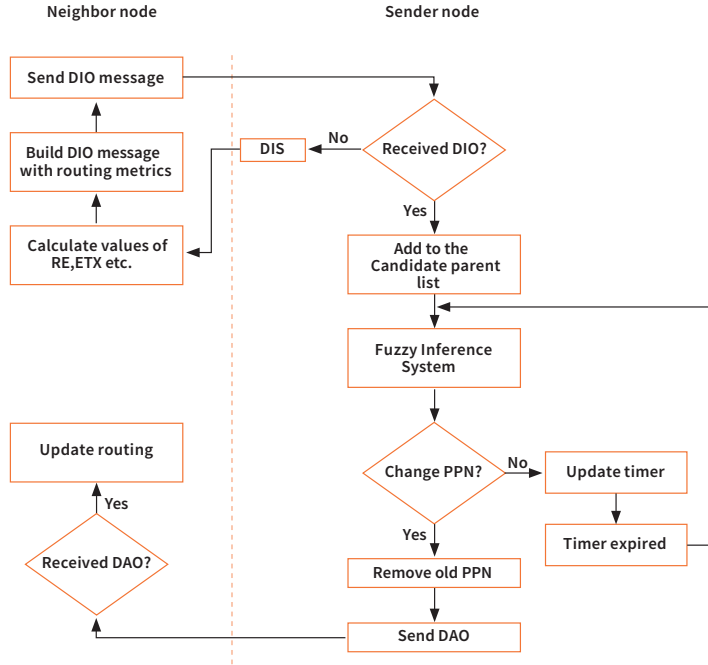 Neighbor node
Sender node
Send DIO message
Build DIO message
with routing metrics
Calculate values of
RE,ETX etc.
DIS
No
Received DIO?
Yes
Add to the
Candidate parent
list
Fuzzy Inference
System
Change PPN?
No
Update timer
Timer expired
Yes
Remove old PPN
Send DAO
Update routing
Yes
Received DAO?